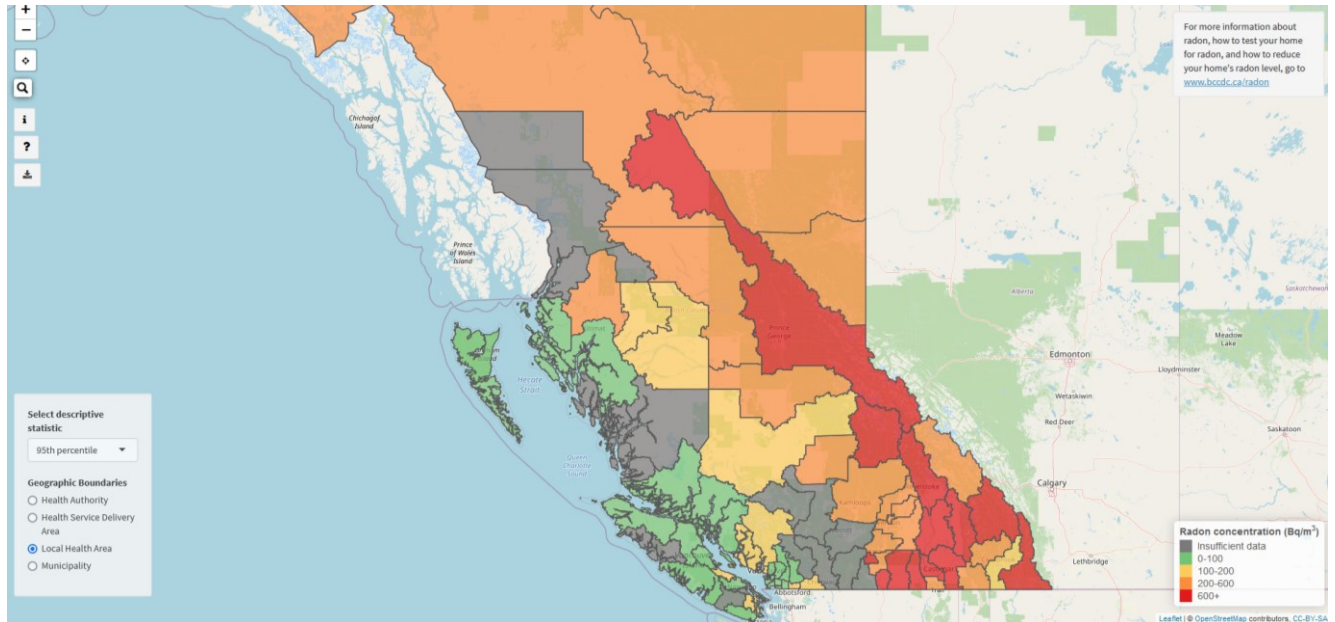 +
−
i
?
For more information about
radon, how to test your home
for radon, and how to reduce
your home's radon level, go to
www.bccdc.ca/radon
Chichagof
Island
Prince
of Wales
Island
Hecate
Strait
Queen
Charlotte
Sound
Prince
George
Alberta
Saskatchewan
Meadow
Lake
Edmonton
Lloydminster
Wetaskiwin
Red Deer
Saskatoon
Calgary
Kamloops
Lethbridge
Abbotsford
Bellingham
Select descriptive
statistic
95th percentile
Geographic Boundaries
Health Authority
Health Service Delivery
Area
Local Health Area
Municipality
Radon concentration (Bq/m³)
Insufficient data
0-100
100-200
200-600
600+
Leaflet | © OpenStreetMap contributors, CC-BY-SA